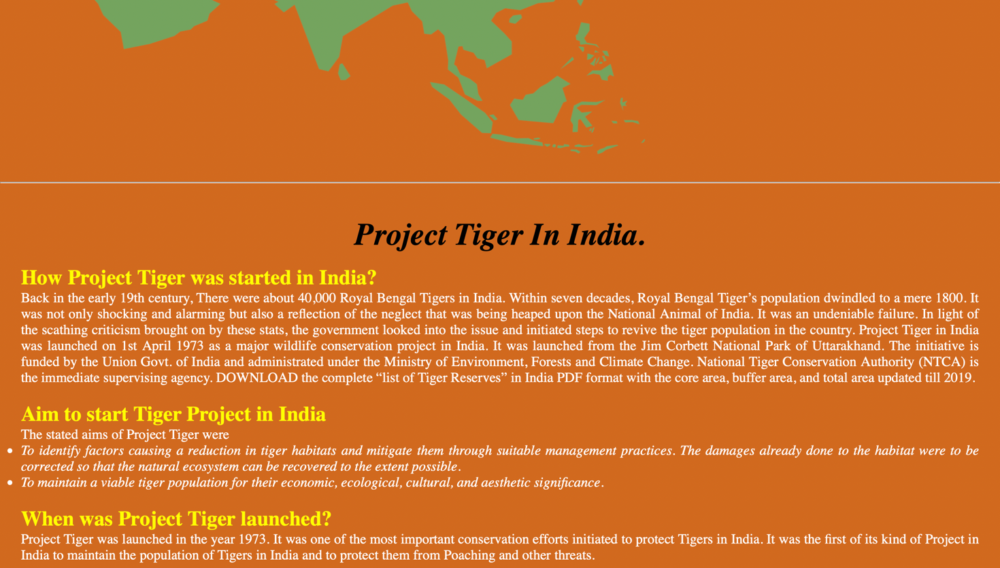 Project Tiger In India.
How Project Tiger was started in India?
Back in the early 19th century, There were about 40,000 Royal Bengal Tigers in India. Within seven decades, Royal Bengal Tiger’s population dwindled to a mere 1800. It
was not only shocking and alarming but also a reflection of the neglect that was being heaped upon the National Animal of India. It was an undeniable failure. In light of
the scathing criticism brought on by these stats, the government looked into the issue and initiated steps to revive the tiger population in the country. Project Tiger in India
was launched on 1st April 1973 as a major wildlife conservation project in India. It was launched from the Jim Corbett National Park of Uttarakhand. The initiative is
funded by the Union Govt. of India and administrated under the Ministry of Environment, Forests and Climate Change. National Tiger Conservation Authority (NTCA) is
the immediate supervising agency. DOWNLOAD the complete “list of Tiger Reserves” in India PDF format with the core area, buffer area, and total area updated till 2019.
Aim to start Tiger Project in India
The stated aims of Project Tiger were
• To identify factors causing a reduction in tiger habitats and mitigate them through suitable management practices. The damages already done to the habitat were to be
corrected so that the natural ecosystem can be recovered to the extent possible.
• To maintain a viable tiger population for their economic, ecological, cultural, and aesthetic significance.
When was Project Tiger launched?
Project Tiger was launched in the year 1973. It was one of the most important conservation efforts initiated to protect Tigers in India. It was the first of its kind of Project in
India to maintain the population of Tigers in India and to protect them from Poaching and other threats.